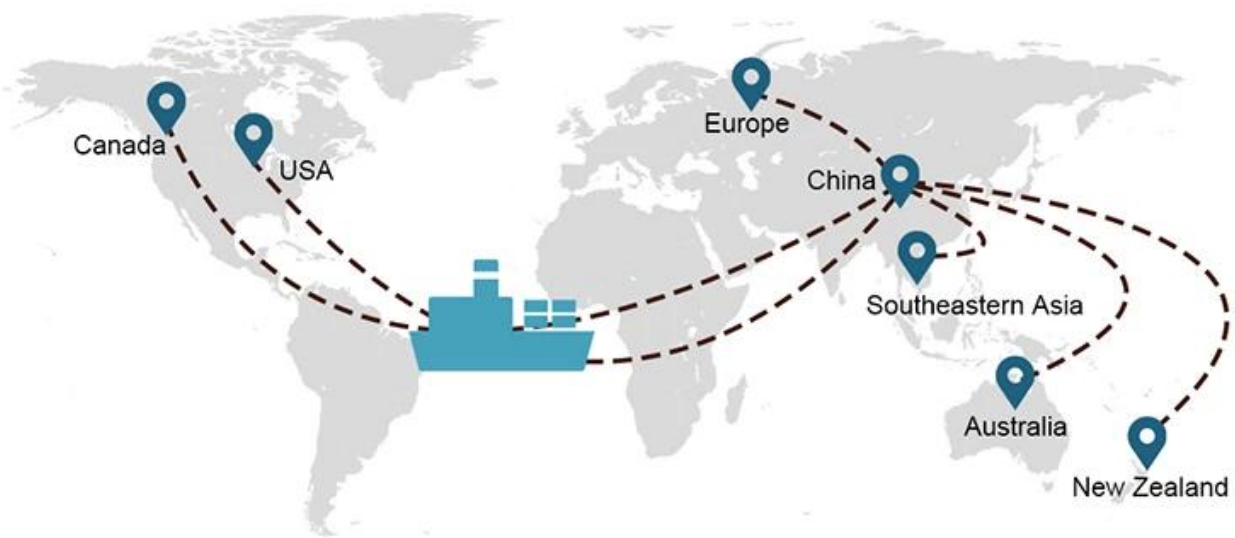 Canada
USA
Europe
China
Southeastern Asia
Australia
New Zealand